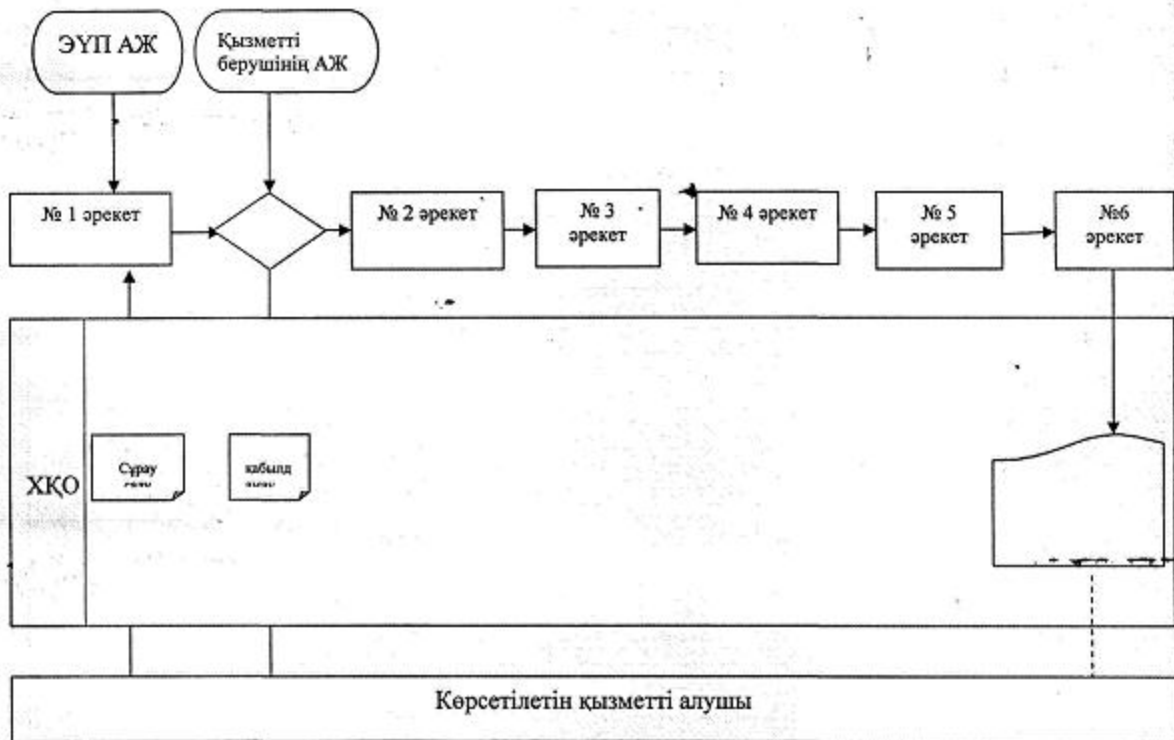 ЭҮП АЖ
Қызметті
берушінің АЖ
№ 1 әрекет
№ 2 әрекет
№ 3
әрекет
№ 4 әрекет
№ 5
әрекет
№6
әрекет
ХҚО
Сұрау
қабылд
Көрсетілетін қызметті алушы